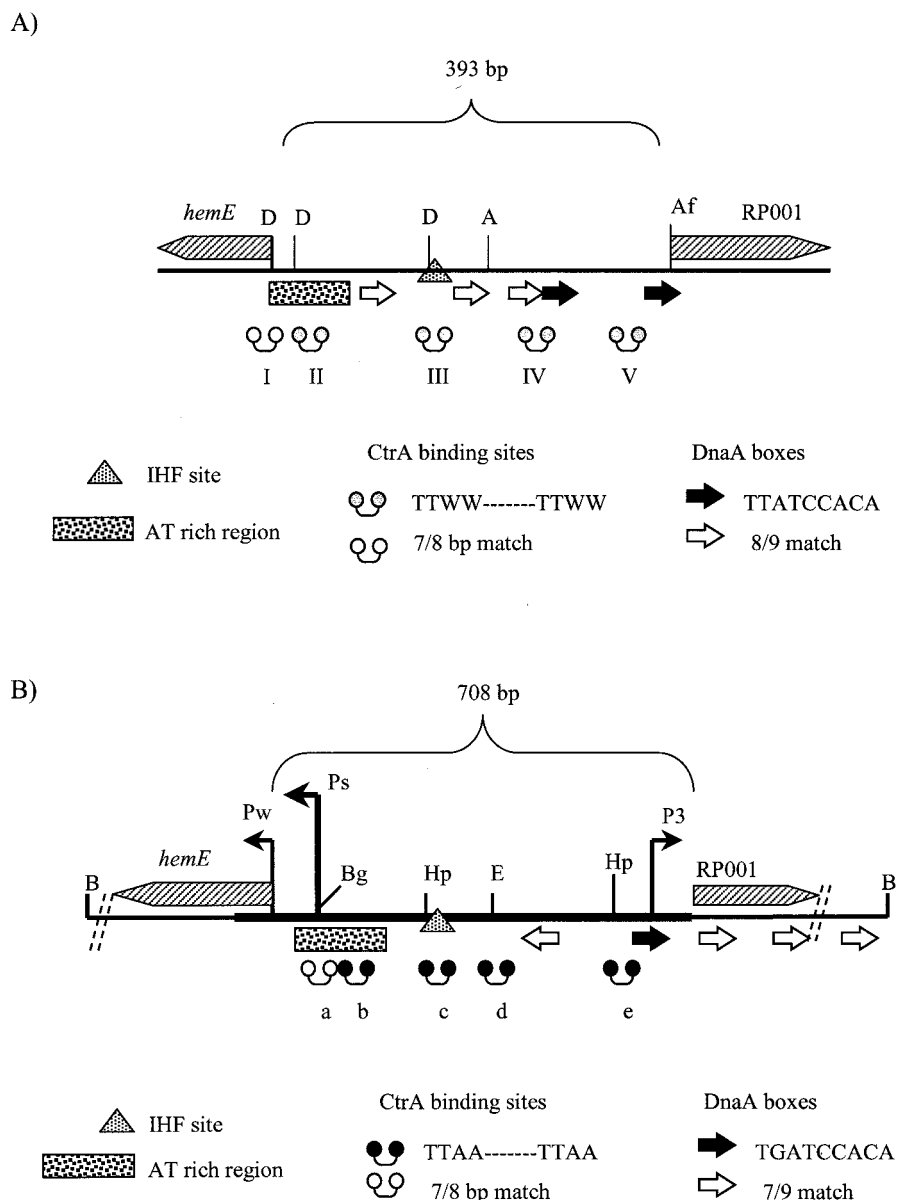 A)
393 bp
hemE D D D A Af RP001
I II III IV V
CtrA binding sites DnaA boxes
IHF site
TTWW-------TTWW TTATCCACA
AT rich region 7/8 bp match 8/9 match
B)
708 bp
Ps
Pw P3
hemE Hp RP001
B Bg Hp E B
a b c d e
CtrA binding sites DnaA boxes
IHF site
TTAA-------TTAA TGATCCACA
AT rich region 7/8 bp match 7/9 match